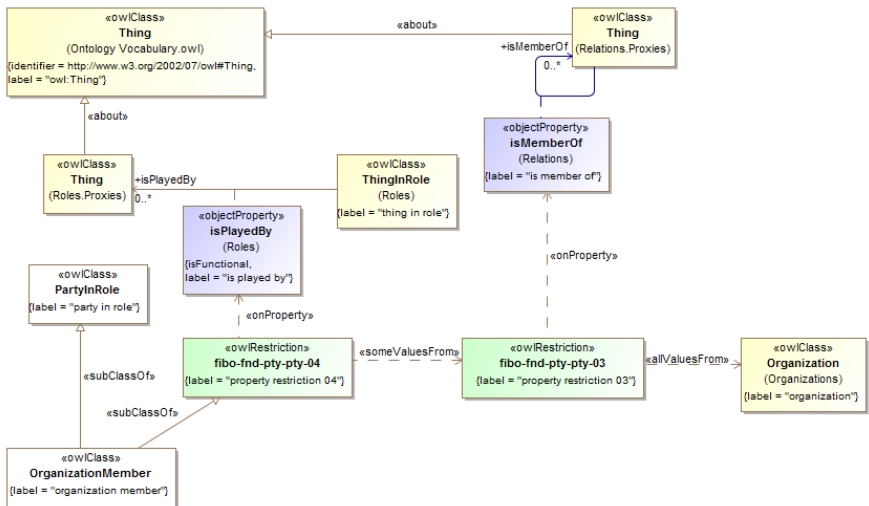 «owlClass»
Thing
(Ontology Vocabulary.owl)
{identifier = http://www.w3.org/2002/07/owl#Thing,
label = "owl:Thing"}
«about»
«owlClass»
Thing
(Relations.Proxies)
+isMemberOf
0..*
«about»
«objectProperty»
isMemberOf
(Relations)
{label = "is member of"}
«owlClass»
Thing
(Roles.Proxies)
+isPlayedBy
0..*
«owlClass»
ThingInRole
(Roles)
{label = "thing in role"}
«objectProperty»
isPlayedBy
(Roles)
{isFunctional,
label = "is played by"}
«onProperty»
«owlClass»
PartyInRole
{label = "party in role"}
«onProperty»
«owlRestriction»
fibo-fnd-pty-pty-04
{label = "property restriction 04"}
«someValuesFrom»
«owlRestriction»
fibo-fnd-pty-pty-03
{label = "property restriction 03"}
«allValuesFrom»
«owlClass»
Organization
(Organizations)
{label = "organization"}
«subClassOf»
«subClassOf»
«owlClass»
OrganizationMember
{label = "organization member"}